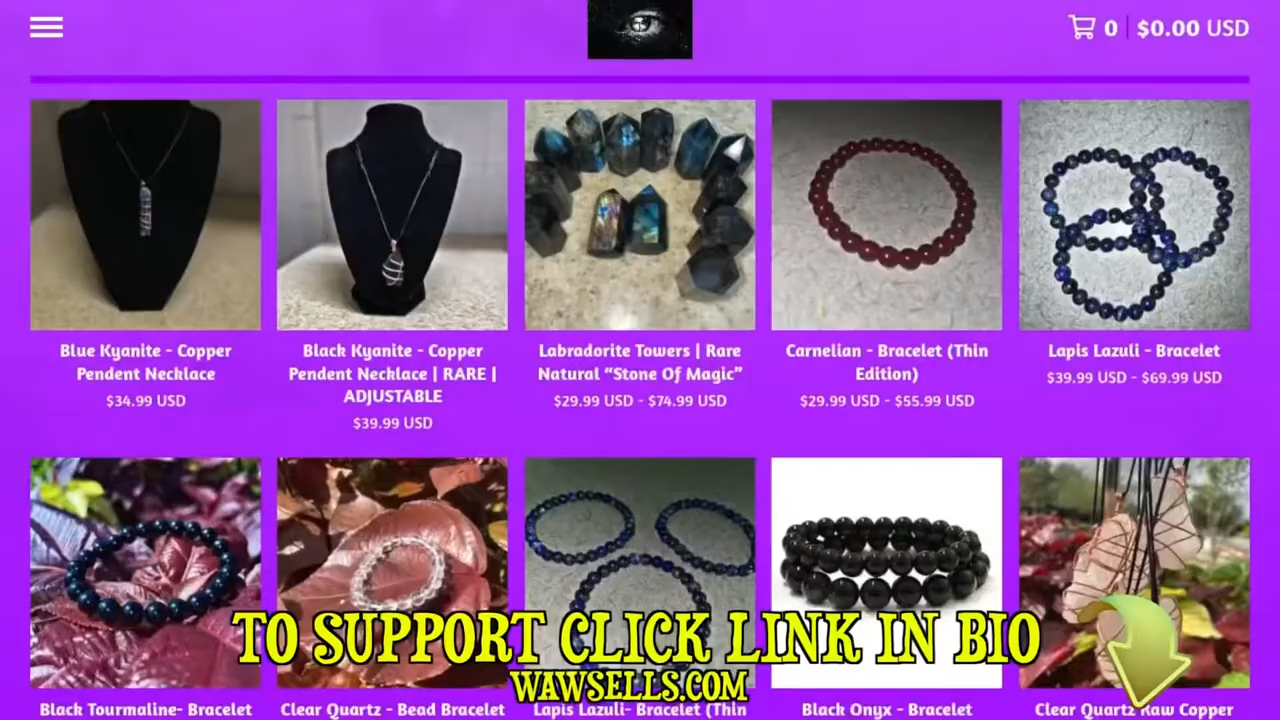 0 $0.00 USD
Blue Kyanite - Copper
Pendent Necklace
$34.99 USD
Black Kyanite - Copper
Pendent Necklace | RARE |
ADJUSTABLE
$39.99 USD
Labradorite Towers | Rare
Natural “Stone Of Magic”
$29.99 USD - $74.99 USD
Carnelian - Bracelet (Thin
Edition)
$29.99 USD - $55.99 USD
Lapis Lazuli - Bracelet
$39.99 USD - $69.99 USD
TO SUPPORT CLICK LINK IN BIO
WAWSELLS.COM
Black Tourmaline- Bracelet
Clear Quartz - Bead Bracelet
Lapis Lazuli- Bracelet (Thin
Black Onyx - Bracelet
Clear Quartz Raw Copper